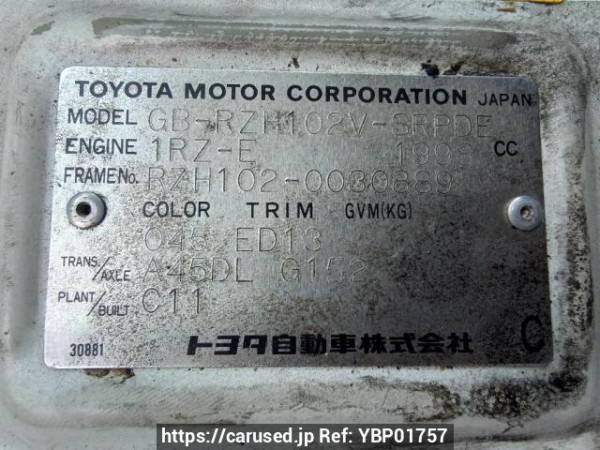 TOYOTA MOTOR CORPORATION JAPAN
MODEL GB-RZH102V-SRPDE
ENGINE 1RZ-E 1998 CC
FRAME No. RZH102-0030889
COLOR TRIM GVM(KG)
045 ED13
TRANS./AXLE A45DL G152
PLANT/BUILT C11
30881 トヨタ自動車株式会社 C
https://carused.jp Ref: YBP01757